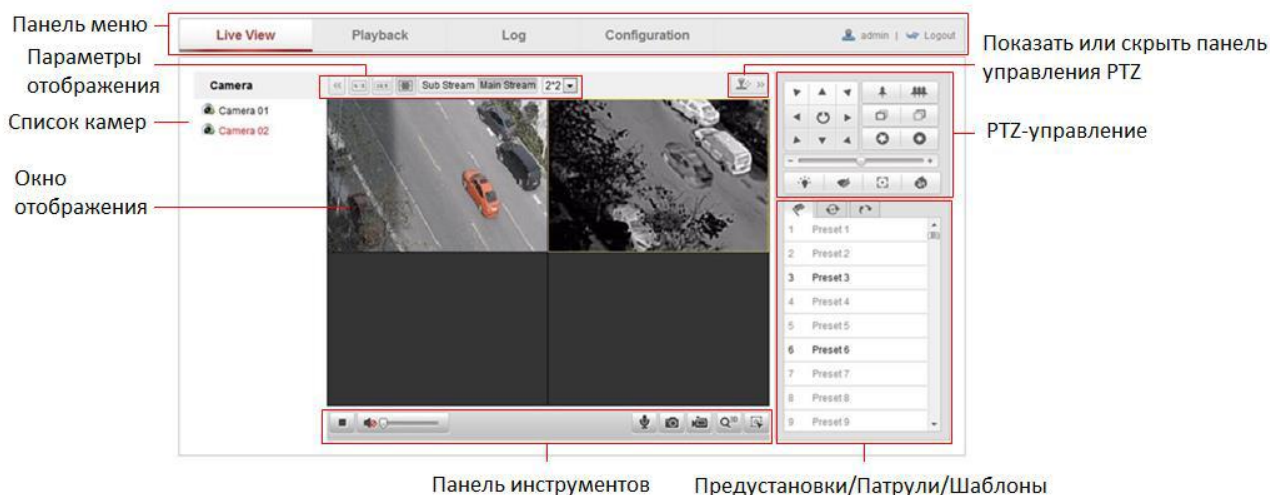 Панель меню
Live View
Playback
Log
Configuration
admin | Logout
Параметры
отображения
Показать или скрыть панель
управления PTZ
Camera
Sub Stream Main Stream 2*2
Camera 01
Camera 02
Список камер
PTZ-управление
Окно
отображения
1 Preset 1
2 Preset 2
3 Preset 3
4 Preset 4
5 Preset 5
6 Preset 6
7 Preset 7
8 Preset 8
9 Preset 9
3D
Панель инструментов
Предустановки/Патрули/Шаблоны